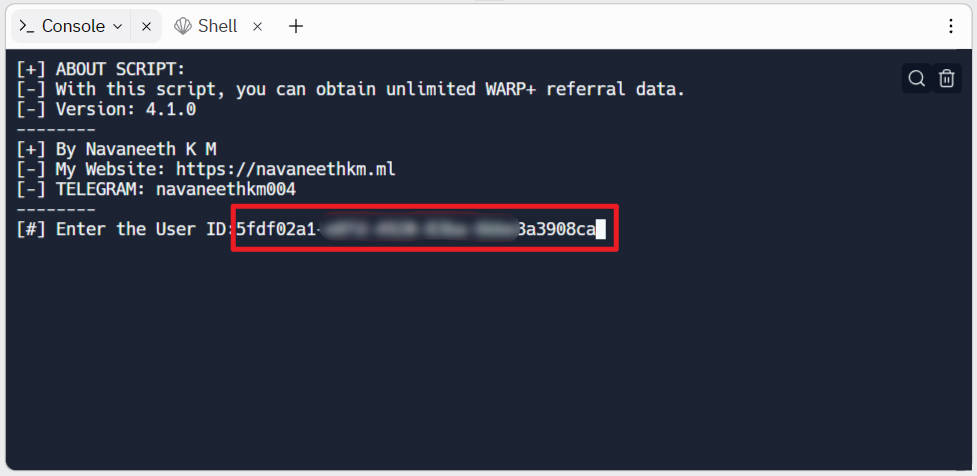 Console
Shell
[+] ABOUT SCRIPT:
[-] With this script, you can obtain unlimited WARP+ referral data.
[-] Version: 4.1.0
--------
[+] By Navaneeth K M
[-] My Website: https://navaneethkm.ml
[-] TELEGRAM: navaneethkm004
--------
[#] Enter the User ID:5fdf02a1- 3a3908ca